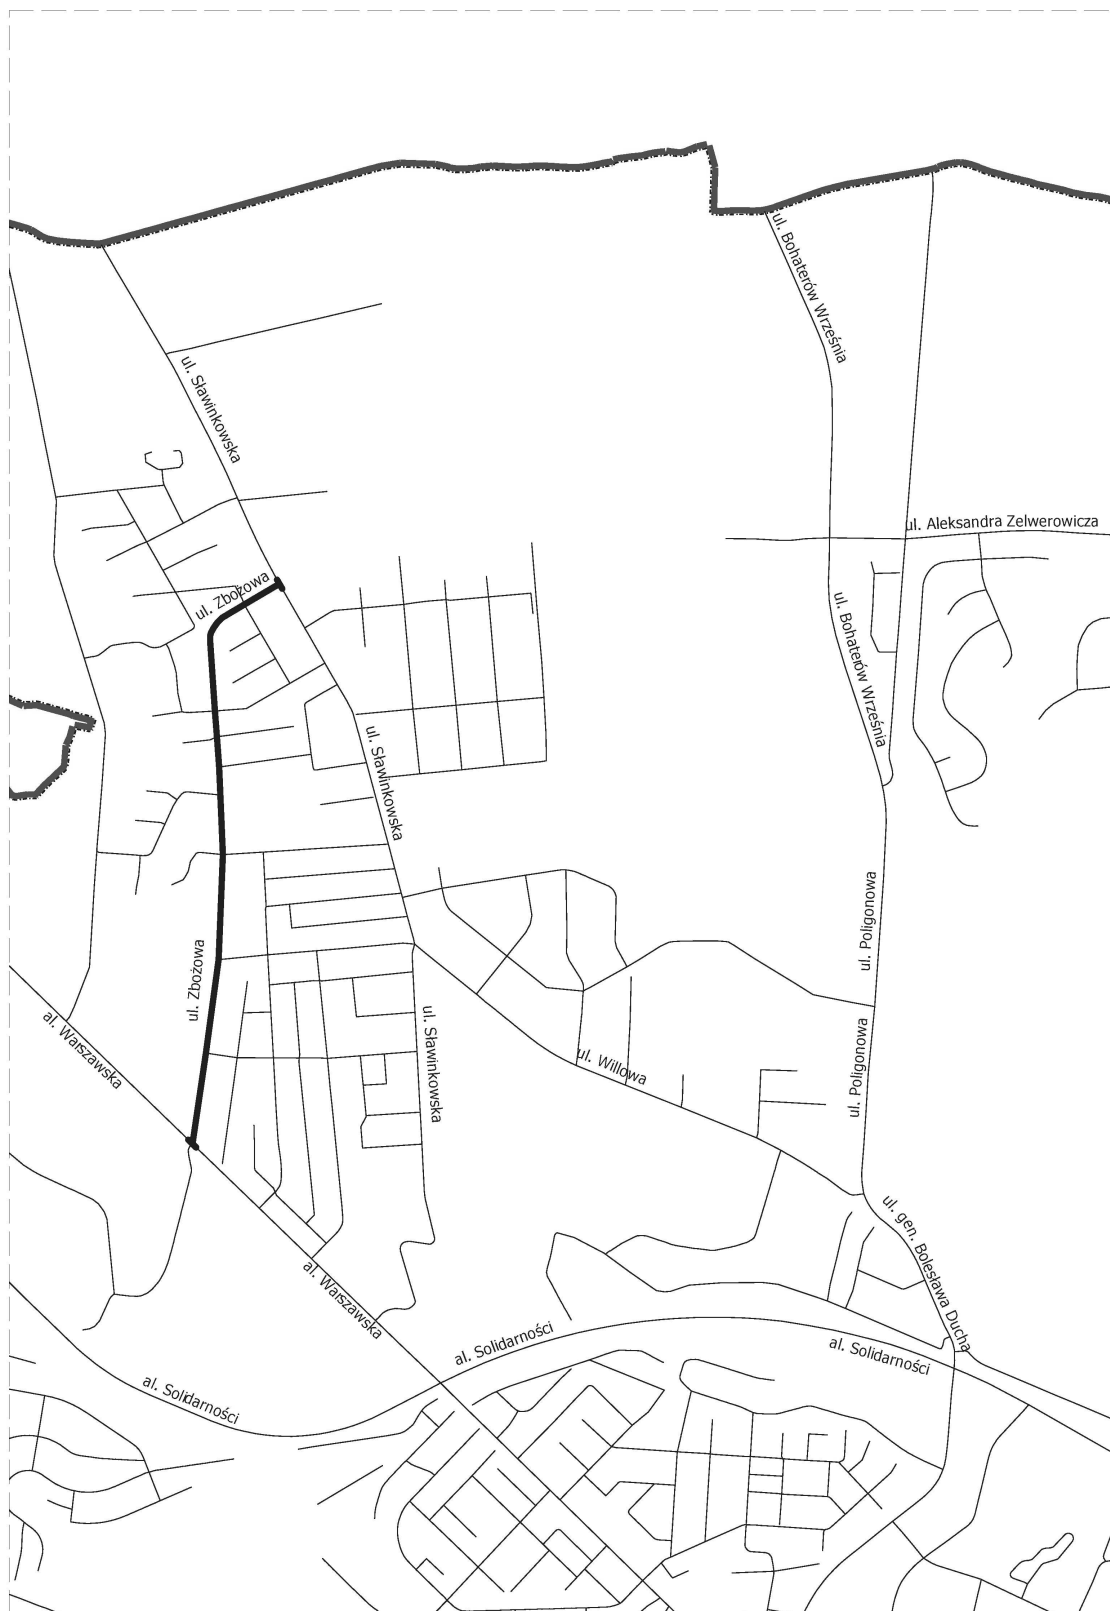 ul. Bohaterów Września
ul. Sławinkowska
ul. Aleksandra Zelwerowicza
ul. Zbożowa
ul. Bohaterów Września
ul. Sławinkowska
ul. Poligonowa
ul. Zbożowa
ul. Sławinkowska
al. Warszawska
ul. Willowa
ul. Poligonowa
ul. gen. Bolesława Ducha
al. Warszawska
al. Solidarności
al. Solidarności
al. Solidarności